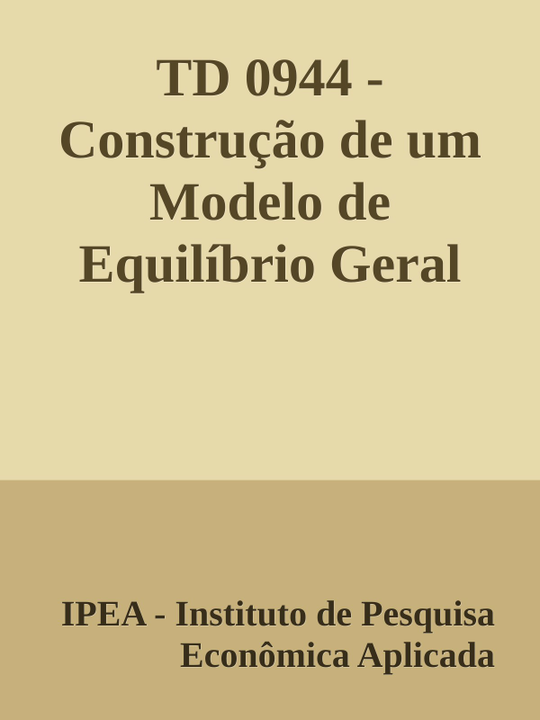 TD 0944 -
Construção de um
Modelo de
Equilíbrio Geral
IPEA - Instituto de Pesquisa
Econômica Aplicada